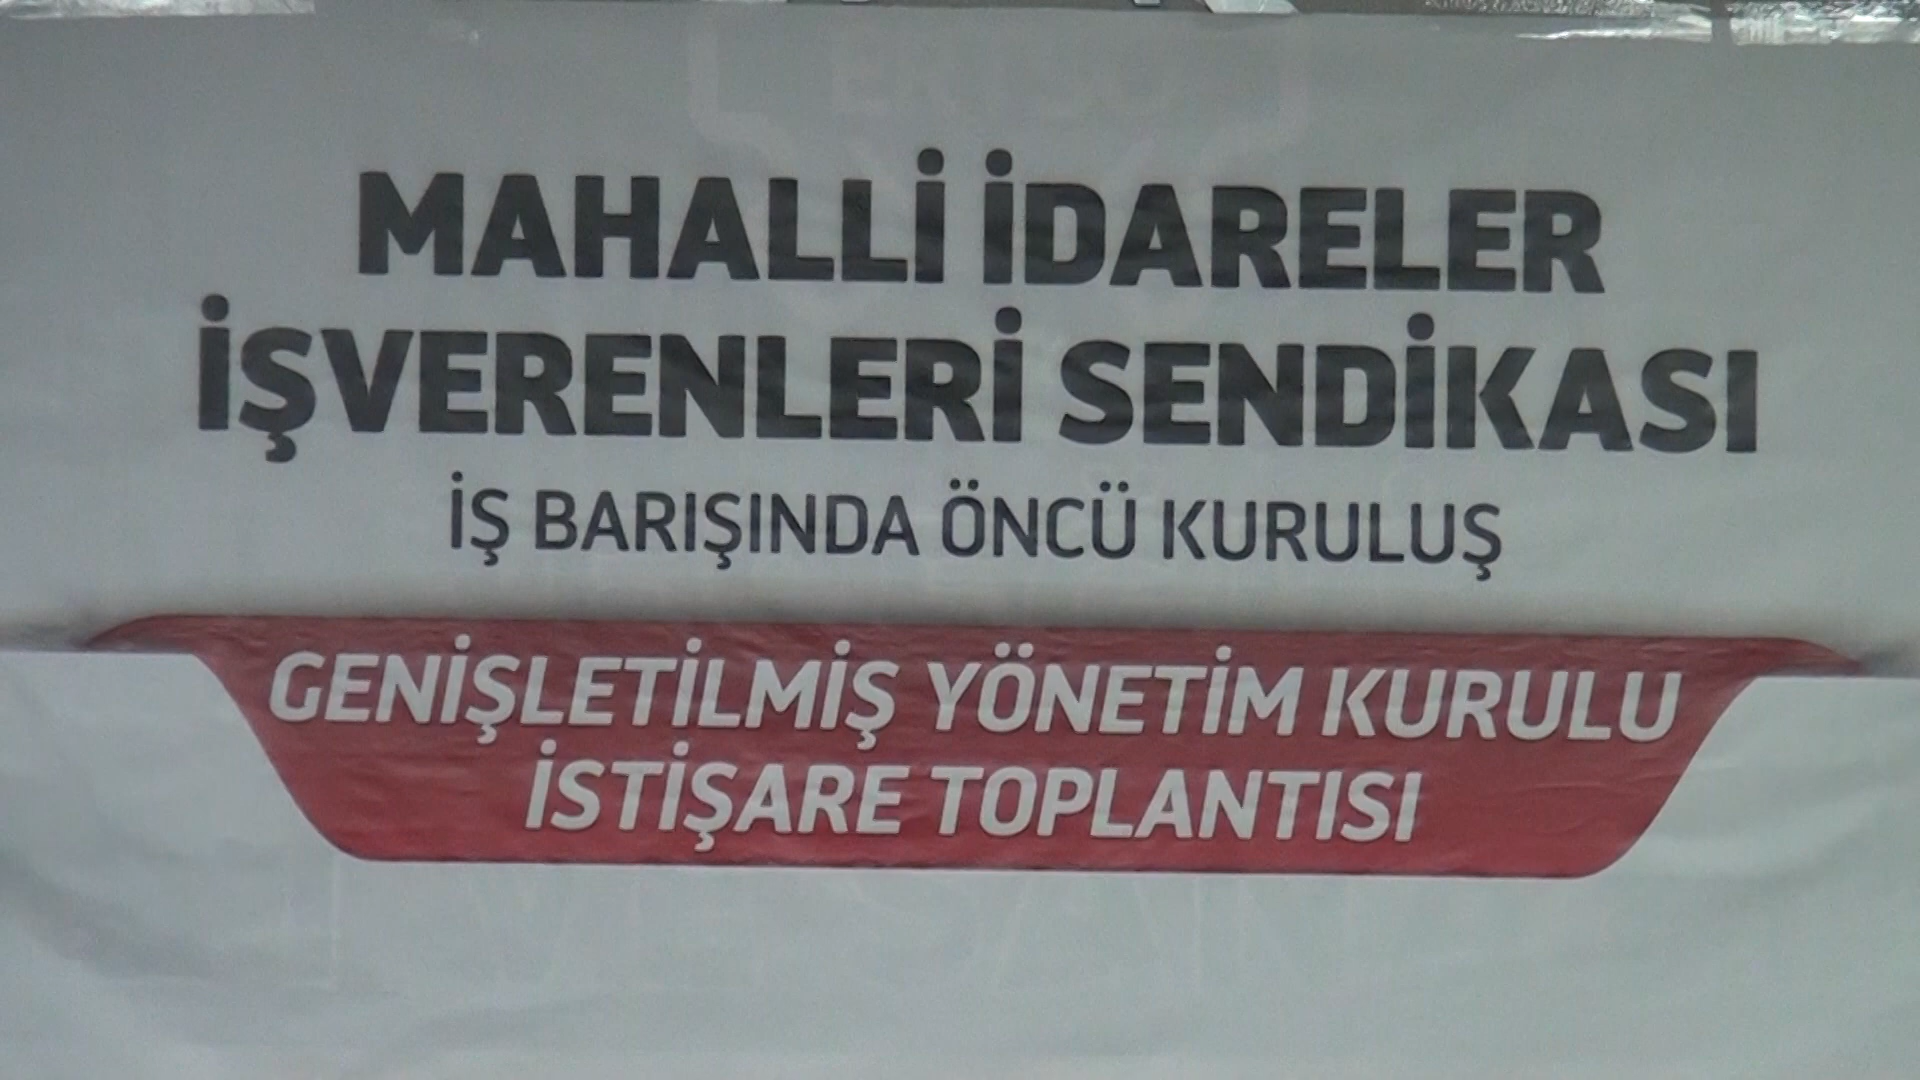 MAHALLİ İDARELER
İŞVERENLERİ SENDİKASI
İŞ BARIŞINDA ÖNCÜ KURULUŞ
GENİŞLETİLMİŞ YÖNETİM KURULU
İSTİŞARE TOPLANTISI